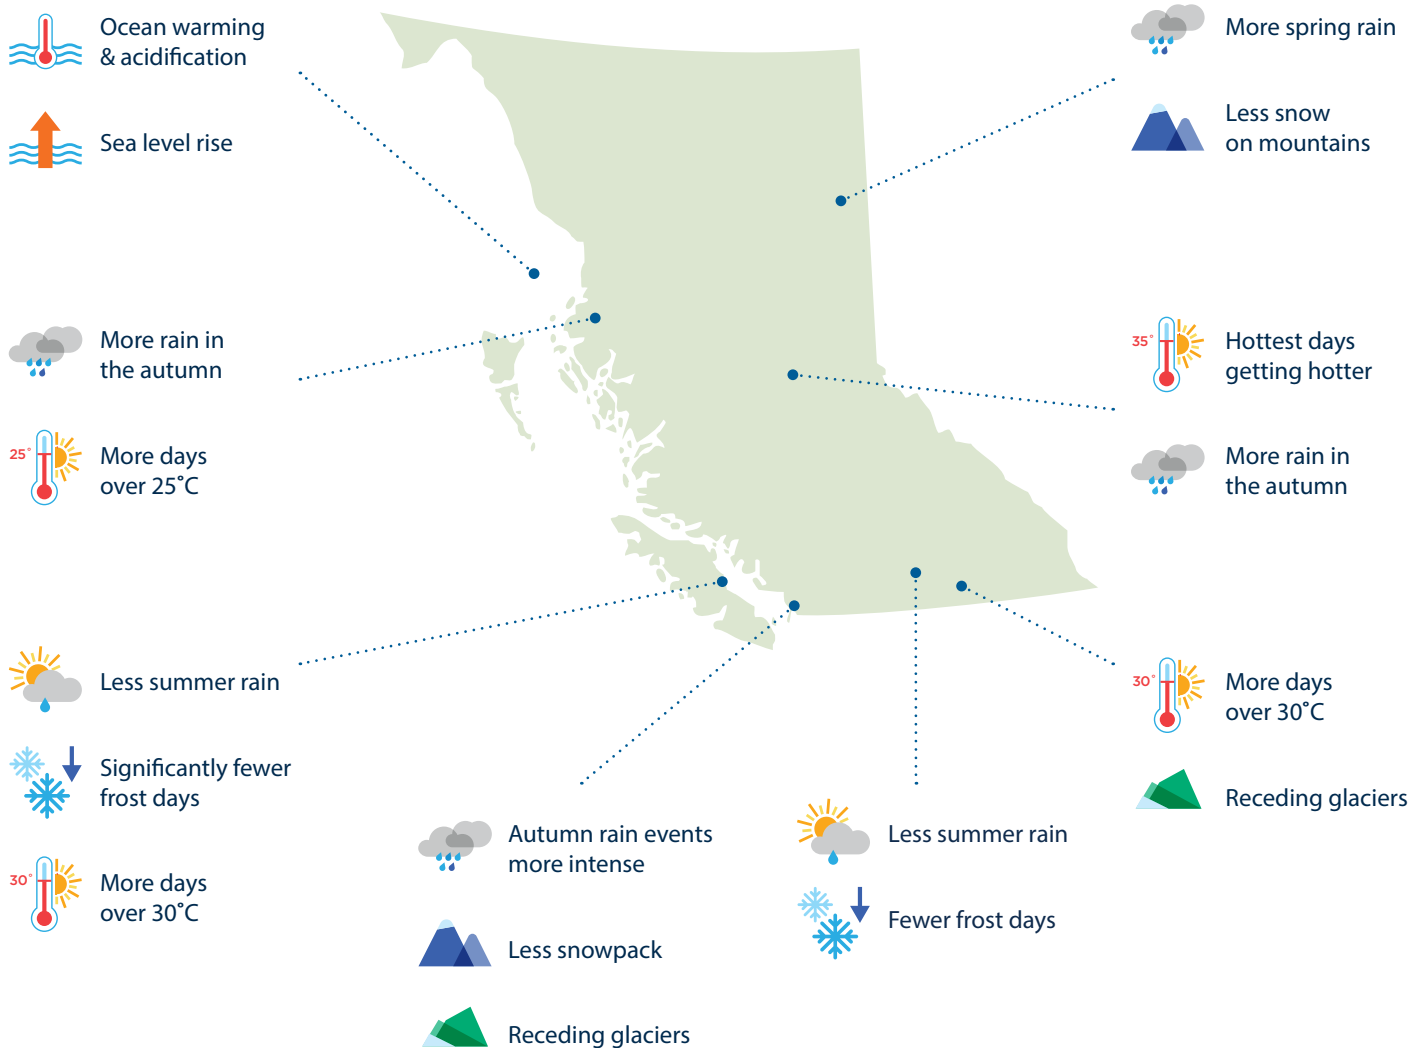 Ocean warming
& acidification
Sea level rise
More rain in
the autumn
25˚
More days
over 25˚C
Less summer rain
Significantly fewer
frost days
30˚
More days
over 30˚C
Autumn rain events
more intense
Less snowpack
Receding glaciers
Less summer rain
Fewer frost days
More spring rain
Less snow
on mountains
35˚
Hottest days
getting hotter
More rain in
the autumn
30˚
More days
over 30˚C
Receding glaciers